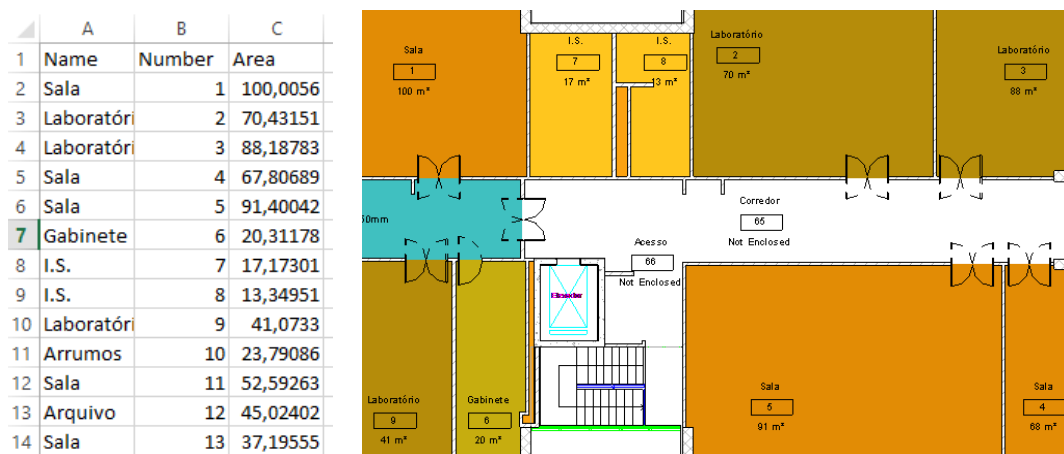 A B C
1 Name Number Area
2 Sala 1 100,0056
3 Laboratóri 2 70,43151
4 Laboratóri 3 88,18783
5 Sala 4 67,80689
6 Sala 5 91,40042
7 Gabinete 6 20,31178
8 I.S. 7 17,17301
9 I.S. 8 13,34951
10 Laboratóri 9 41,0733
11 Arrumos 10 23,79086
12 Sala 11 52,59263
13 Arquivo 12 45,02402
14 Sala 13 37,19555
Sala
1
100 m²
I.S.
7
17 m²
I.S.
8
13 m²
Laboratório
2
70 m²
Laboratório
3
88 m²
50mm
Corredor
65
Not Enclosed
Acesso
66
Not Enclosed
Elevador
Laboratório
9
41 m²
Gabinete
6
20 m²
Sala
5
91 m²
Sala
4
68 m²